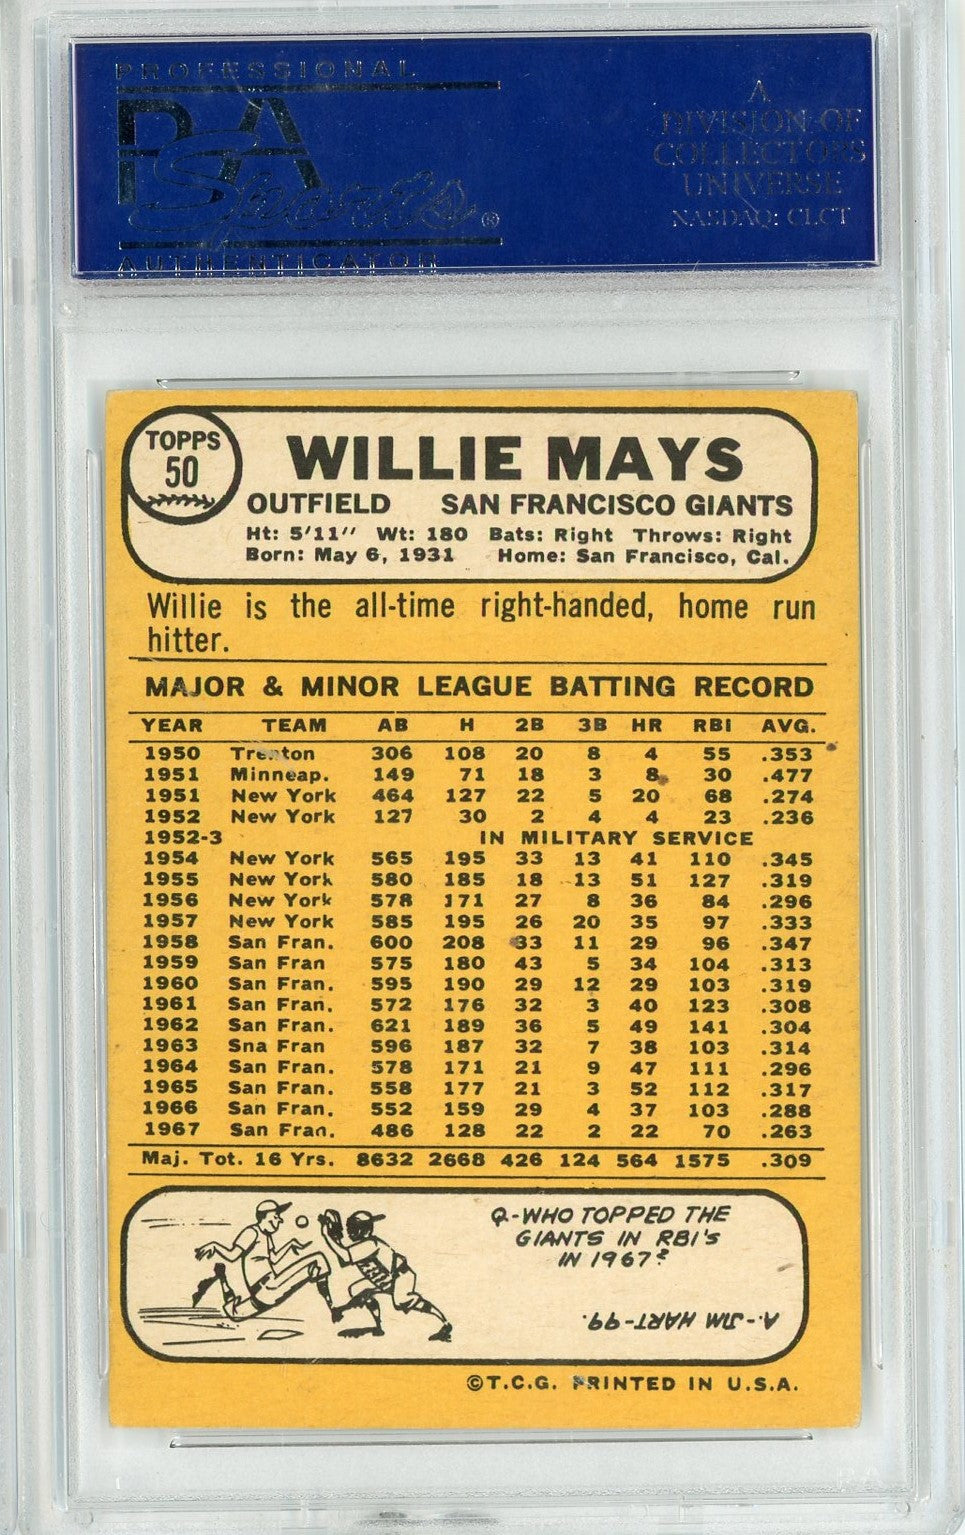 PROFESSIONAL
PSA
Sports
®
AUTHENTICATOR
A
DIVISION OF
COLLECTORS
UNIVERSE
NASDAQ: CLCT
TOPPS
50
WILLIE MAYS
OUTFIELD SAN FRANCISCO GIANTS
Ht: 5'11" Wt: 180 Bats: Right Throws: Right
Born: May 6, 1931 Home: San Francisco, Cal.
Willie is the all-time right-handed, home run
hitter.
MAJOR & MINOR LEAGUE BATTING RECORD
YEAR TEAM AB H 2B 3B HR RBI AVG.
1950 Trenton 306 108 20 8 4 55 .353
1951 Minneap. 149 71 18 3 8 30 .477
1951 New York 464 127 22 5 20 68 .274
1952 New York 127 30 2 4 4 23 .236
1952-3 IN MILITARY SERVICE
1954 New York 565 195 33 13 41 110 .345
1955 New York 580 185 18 13 51 127 .319
1956 New York 578 171 27 8 36 84 .296
1957 New York 585 195 26 20 35 97 .333
1958 San Fran. 600 208 33 11 29 96 .347
1959 San Fran 575 180 43 5 34 104 .313
1960 San Fran. 595 190 29 12 29 103 .319
1961 San Fran. 572 176 32 3 40 123 .308
1962 San Fran. 621 189 36 5 49 141 .304
1963 Sna Fran 596 187 32 7 38 103 .314
1964 San Fran. 578 171 21 9 47 111 .296
1965 San Fran. 558 177 21 3 52 112 .317
1966 San Fran. 552 159 29 4 37 103 .288
1967 San Fran. 486 128 22 2 22 70 .263
Maj. Tot. 16 Yrs. 8632 2668 426 124 564 1575 .309
Q-WHO TOPPED THE
GIANTS IN RBI'S
IN 1967?
A.-JIM HART-99.
©T.C.G. PRINTED IN U.S.A.